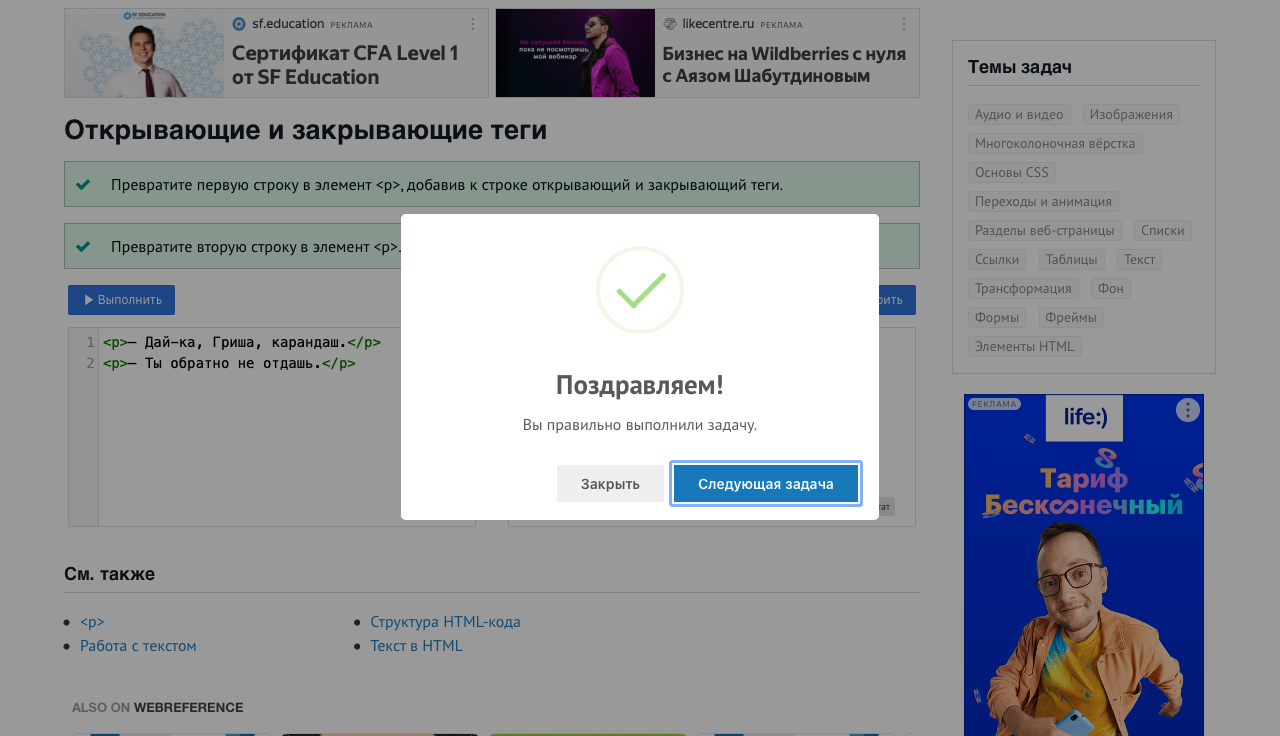 SF EDUCATION
sf.education РЕКЛАМА
Сертификат CFA Level 1
от SF Education
Не запускай бизнес,
пока не посмотришь
мой вебинар
likecentre.ru РЕКЛАМА
Бизнес на Wildberries с нуля
с Аязом Шабутдиновым
Открывающие и закрывающие теги
Превратите первую строку в элемент <p>, добавив к строке открывающий и закрывающий теги.
Превратите вторую строку в элемент <p>.
Выполнить
1 <p>— Дай-ка, Гриша, карандаш.</p>
2 <p>— Ты обратно не отдашь.</p>
Поздравляем!
Вы правильно выполнили задачу.
Закрыть
Следующая задача
См. также
<p>
Работа с текстом
Структура HTML-кода
Текст в HTML
ALSO ON WEBREFERENCE
Темы задач
Аудио и видео Изображения
Многоколоночная вёрстка
Основы CSS
Переходы и анимация
Разделы веб-страницы Списки
Ссылки Таблицы Текст
Трансформация Фон
Формы Фреймы
Элементы HTML
РЕКЛАМА
life:)
Тариф
Бесконечный